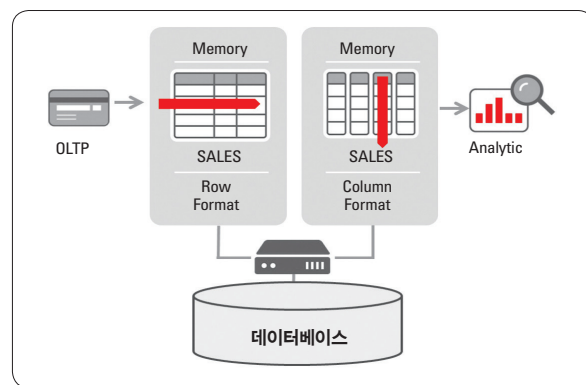 OLTP
Memory
SALES
Row
Format
Memory
SALES
Column
Format
Analytic
데이터베이스